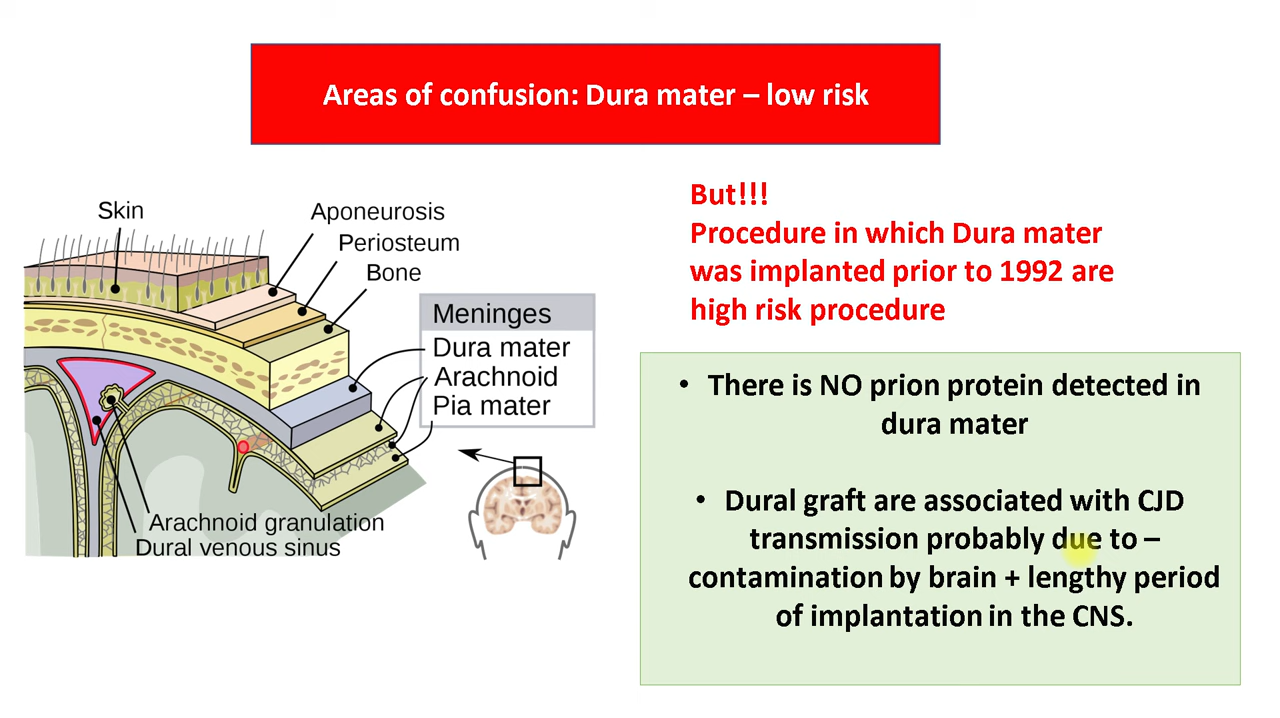 Areas of confusion: Dura mater – low risk
But!!!
Procedure in which Dura mater
was implanted prior to 1992 are
high risk procedure
Skin
Aponeurosis
Periosteum
Bone
Meninges
Dura mater
Arachnoid
Pia mater
Arachnoid granulation
Dural venous sinus
• There is NO prion protein detected in
dura mater
• Dural graft are associated with CJD
transmission probably due to –
contamination by brain + lengthy period
of implantation in the CNS.